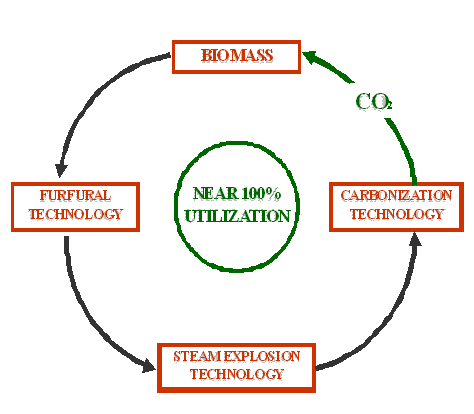 BIOMASS
CO₂
FURFURAL
TECHNOLOGY
NEAR 100%
UTILIZATION
CARBONIZATION
TECHNOLOGY
STEAM EXPLOSION
TECHNOLOGY